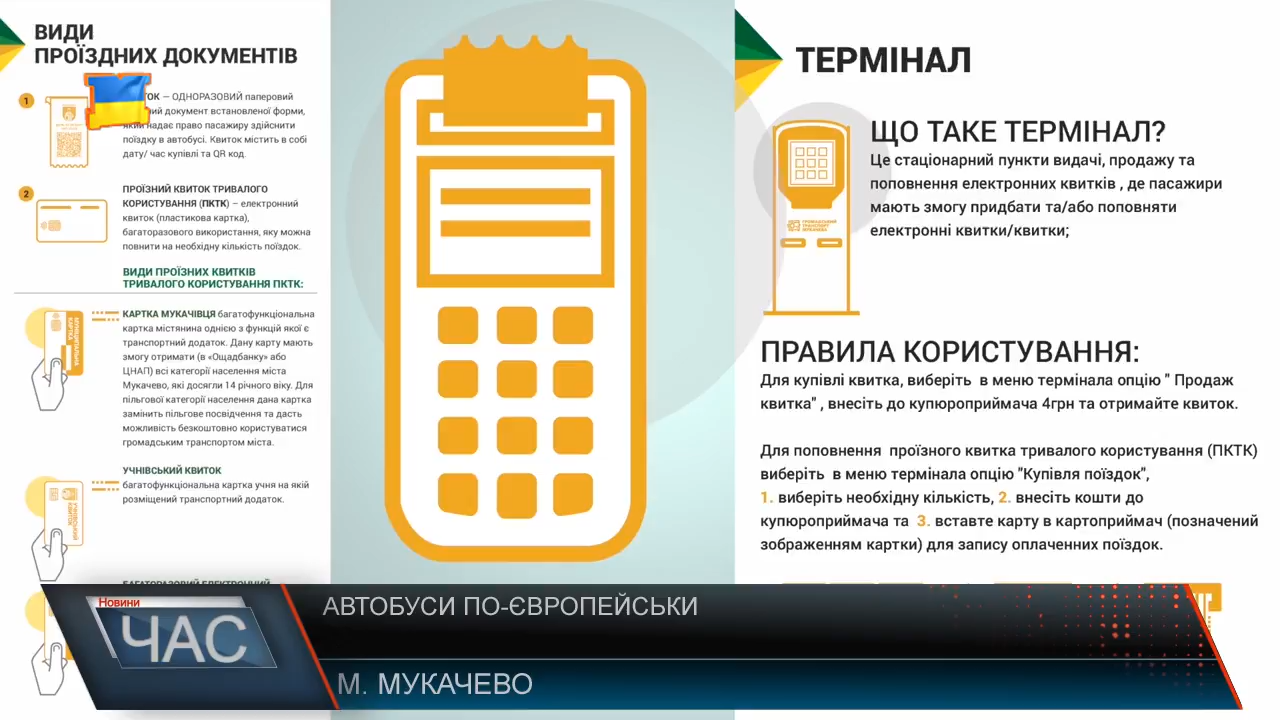 ВИДИ
ПРОЇЗДНИХ ДОКУМЕНТІВ
1
— ОДНОРАЗОВИЙ паперовий
документ встановленої форми,
який надає право пасажиру здійснити
поїздку в автобусі. Квиток містить в собі
дату/ час купівлі та QR код.
2
ПРОЇЗНИЙ КВИТОК ТРИВАЛОГО
КОРИСТУВАННЯ (ПКТК) – електронний
квиток (пластикова картка),
багаторазового використання, яку можна
повнити на необхідну кількість поїздок.
ВИДИ ПРОЇЗНИХ КВИТКІВ
ТРИВАЛОГО КОРИСТУВАННЯ ПКТК:
КАРТКА МУКАЧІВЦЯ багатофункціональна
картка містянина однією з функцій якої є
транспортний додаток. Дану карту мають
змогу отримати (в «Ощадбанку» або
ЦНАП) всі категорії населення міста
Мукачево, які досягли 14 річного віку. Для
пільгової категорії населення дана картка
замінить пільгове посвідчення та дасть
можливість безкоштовно користуватися
громадським транспортом міста.
УЧНІВСЬКИЙ КВИТОК
багатофункціональна карта учня на якій
розміщений транспортний додаток.
БАГАТОРАЗОВИЙ ЕЛЕКТРОННИЙ
ТЕРМІНАЛ
ЩО ТАКЕ ТЕРМІНАЛ?
Це стаціонарний пункти видачі, продажу та
поповнення електронних квитків , де пасажири
мають змогу придбати та/або поповняти
електронні квитки/квитки;
ПРАВИЛА КОРИСТУВАННЯ:
Для купівлі квитка, виберіть в меню термінала опцію " Продаж
квитка" , внесіть до купюроприймача 4грн та отримайте квиток.
Для поповнення проїзного квитка тривалого користування (ПКТК)
виберіть в меню термінала опцію "Купівля поїздок",
1. виберіть необхідну кількість, 2. внесіть кошти до
купюроприймача та 3. вставте карту в картоприймач (позначений
зображенням картки) для запису оплаченних поїздок.
Новини
ЧАС
АВТОБУСИ ПО-ЄВРОПЕЙСЬКИ
М. МУКАЧЕВО